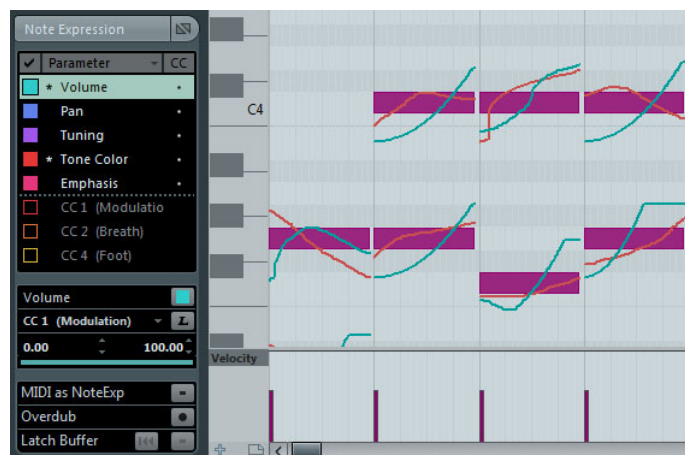 Note Expression
Parameter CC
* Volume
Pan
Tuning
* Tone Color
Emphasis
CC 1 (Modulatio
CC 2 (Breath)
CC 4 (Foot)
Volume
CC 1 (Modulation) L
0.00 100.00
MIDI as NoteExp
Overdub
Latch Buffer
C4
Velocity